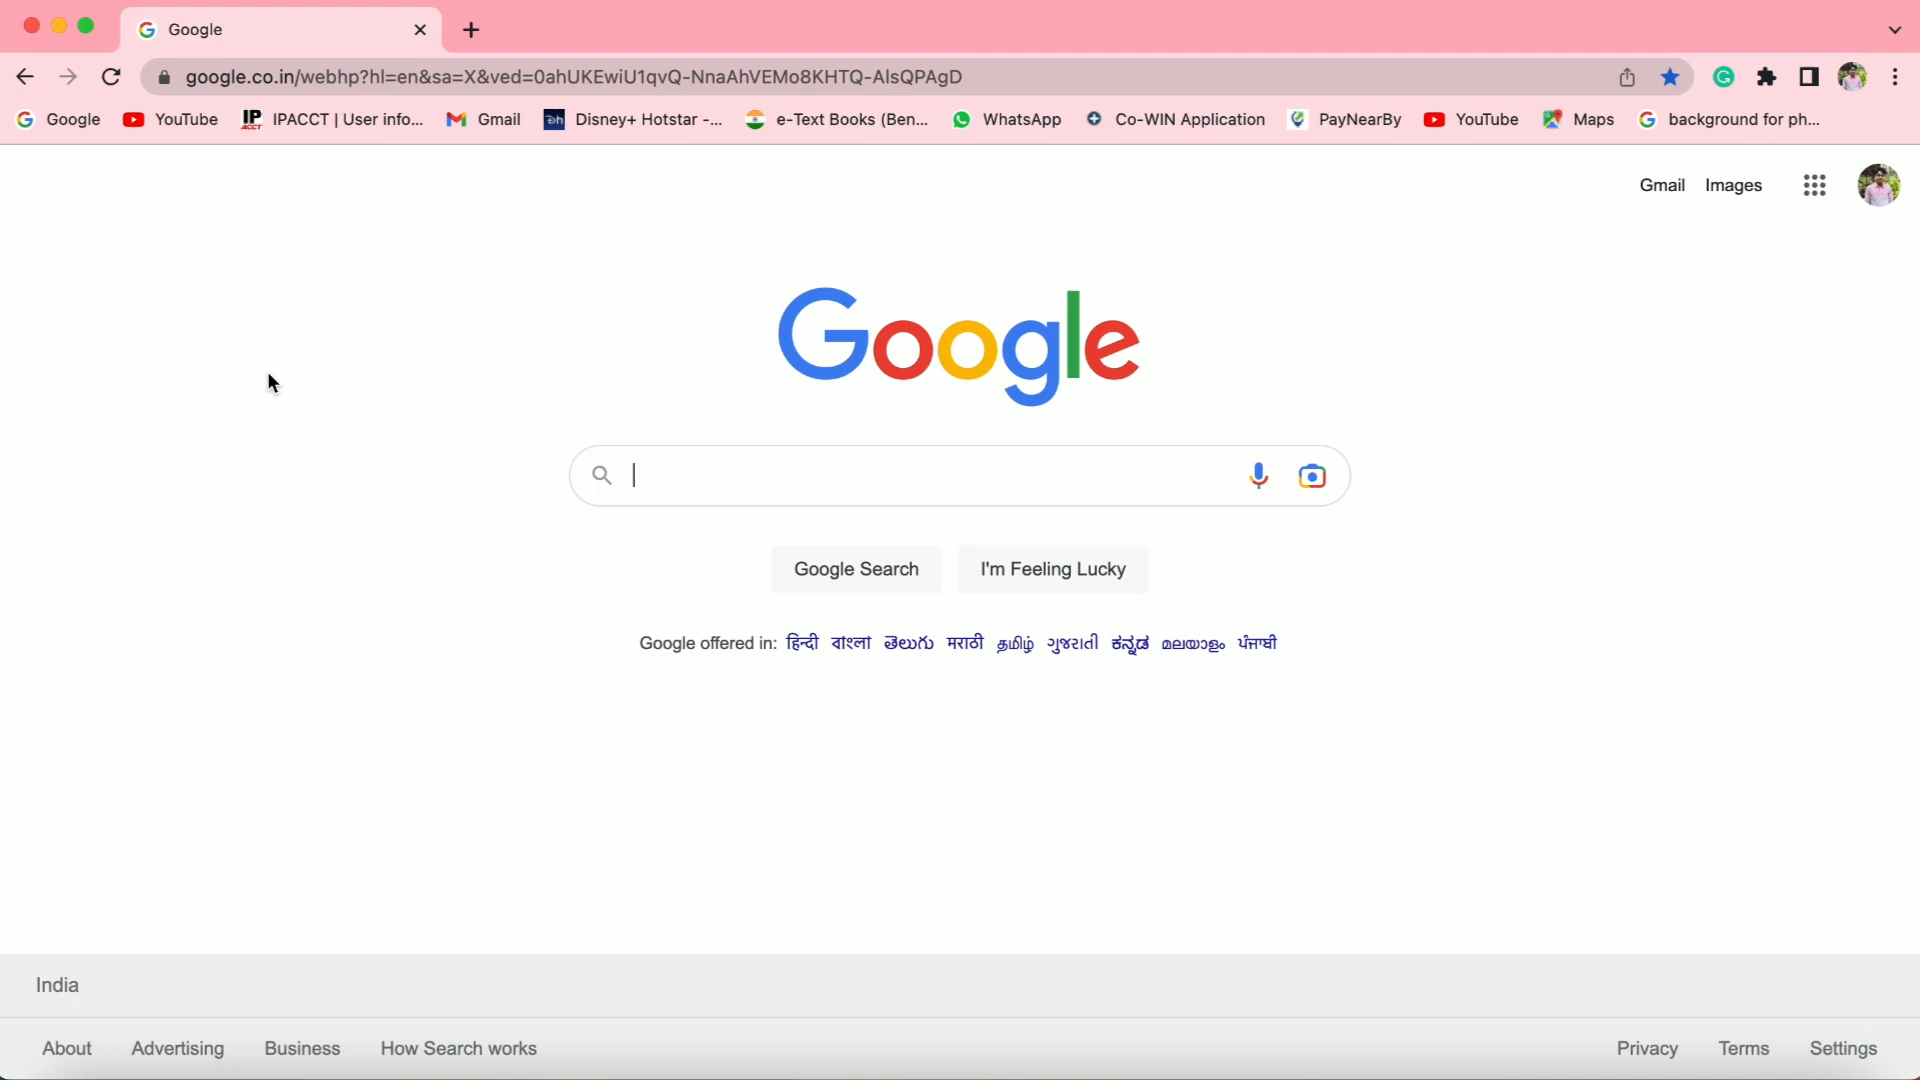 Google
google.co.in/webhp?hl=en&sa=X&ved=0ahUKEwiU1qvQ-NnaAhVEMo8KHTQ-AlsQPAgD
Google YouTube IPACCT | User info... Gmail Disney+ Hotstar -... e-Text Books (Ben... WhatsApp Co-WIN Application PayNearBy YouTube Maps background for ph...
Gmail Images
Google
Google Search I'm Feeling Lucky
Google offered in: हिन्दी বাংলা తెలుగు मराठी தமிழ் ગુજરાતી ಕನ್ನಡ മലയാളം ਪੰਜਾਬੀ
India
About Advertising Business How Search works Privacy Terms Settings